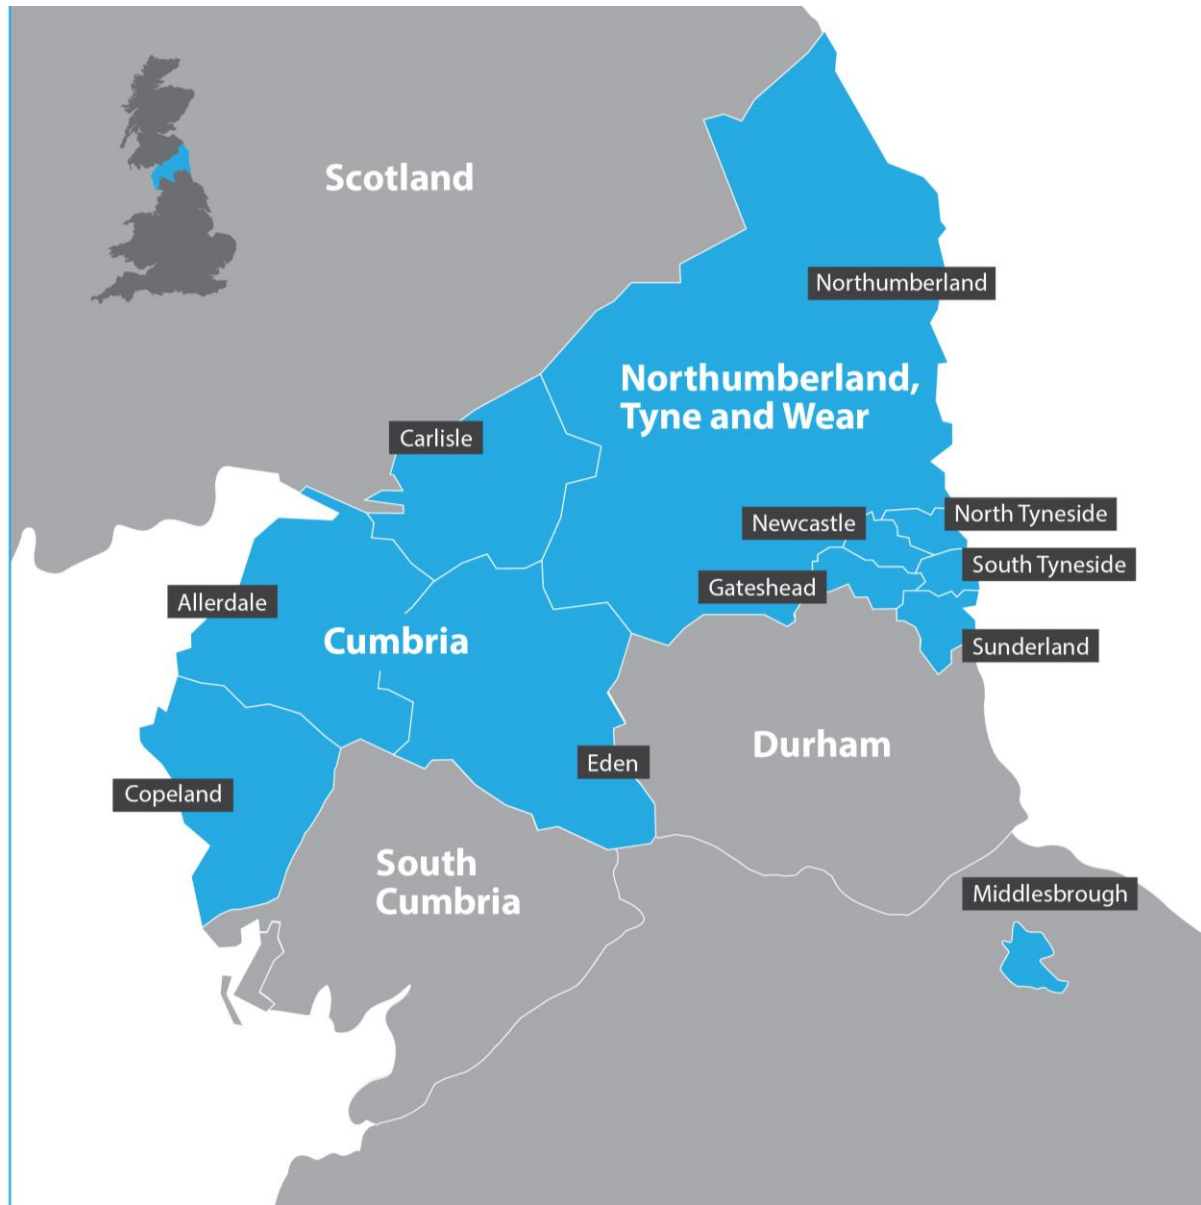 Scotland
Northumberland
Northumberland,
Tyne and Wear
Carlisle
Newcastle
North Tyneside
South Tyneside
Gateshead
Allerdale
Cumbria
Sunderland
Durham
Eden
Copeland
South
Cumbria
Middlesbrough